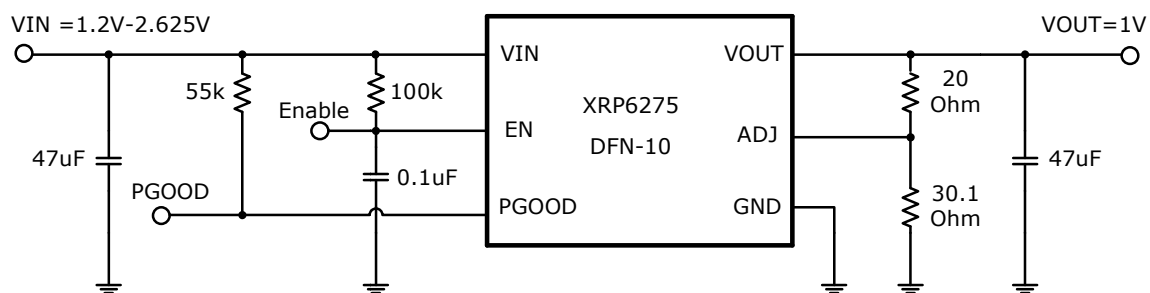 VIN =1.2V-2.625V
VOUT=1V
VIN
VOUT
55k
100k
20
Ohm
XRP6275
Enable
EN
ADJ
DFN-10
47uF
0.1uF
47uF
PGOOD
PGOOD
GND
30.1
Ohm